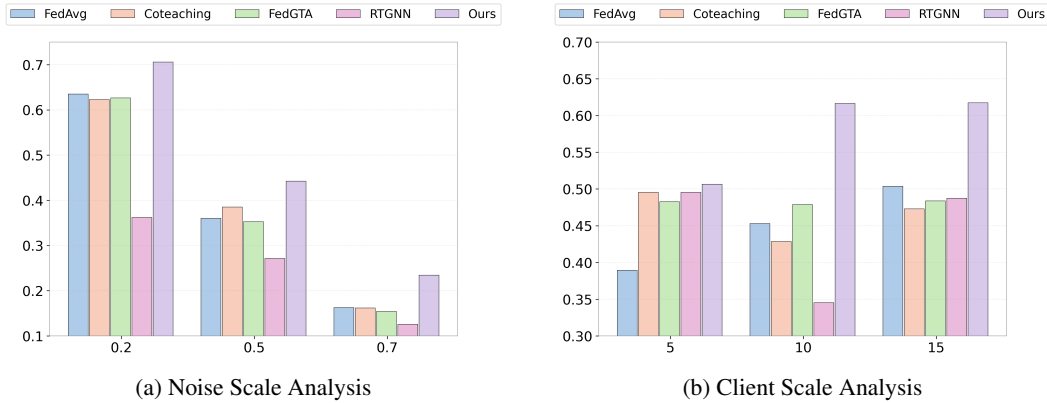 FedAvg Coteaching FedGTA RTGNN Ours
0.7
0.6
0.5
0.4
0.3
0.2
0.1
0.2 0.5 0.7
(a) Noise Scale Analysis
FedAvg Coteaching FedGTA RTGNN Ours
0.70
0.65
0.60
0.55
0.50
0.45
0.40
0.35
0.30
5 10 15
(b) Client Scale Analysis